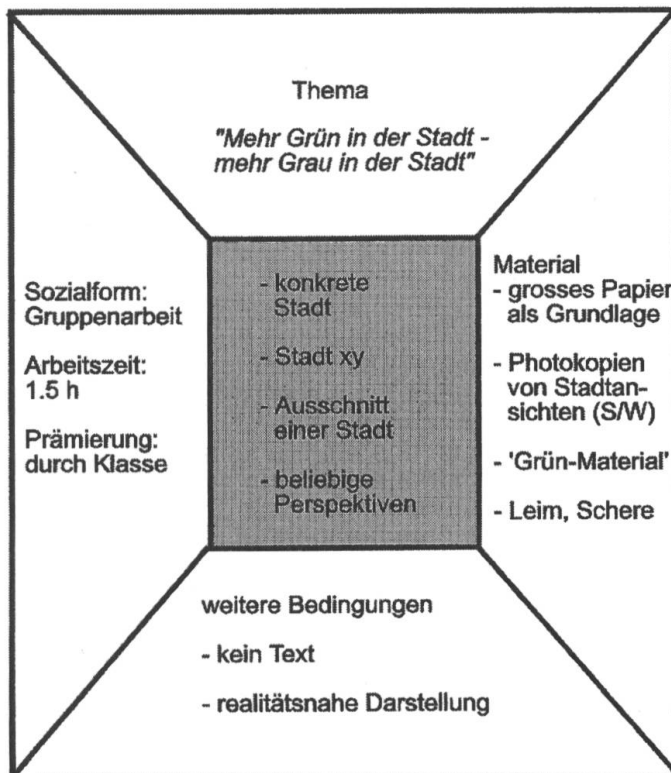 Thema
"Mehr Grün in der Stadt -
mehr Grau in der Stadt"
Sozialform:
Gruppenarbeit
Arbeitszeit:
1.5 h
Prämierung:
durch Klasse
- konkrete
Stadt
- Stadt xy
- Ausschnitt
einer Stadt
- beliebige
Perspektiven
Material
- grosses Papier
als Grundlage
- Photokopien
von Stadtan-
sichten (S/W)
- 'Grün-Material'
- Leim, Schere
weitere Bedingungen
- kein Text
- realitätsnahe Darstellung